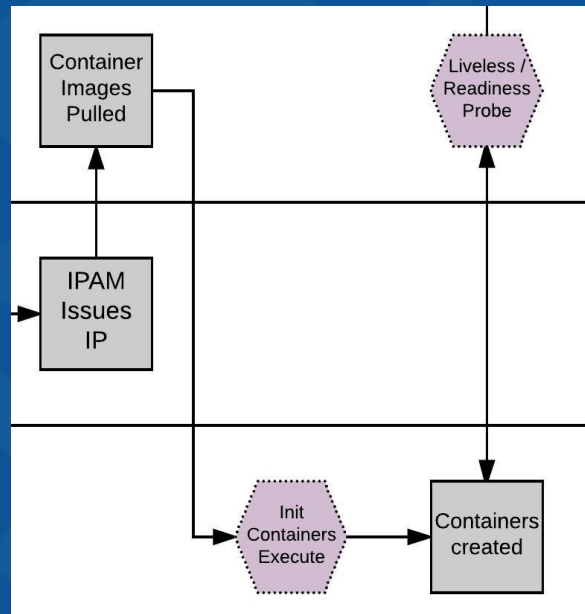 Container
Images
Pulled
Liveless /
Readiness
Probe
IPAM
Issues
IP
Init
Containers
Execute
Containers
created